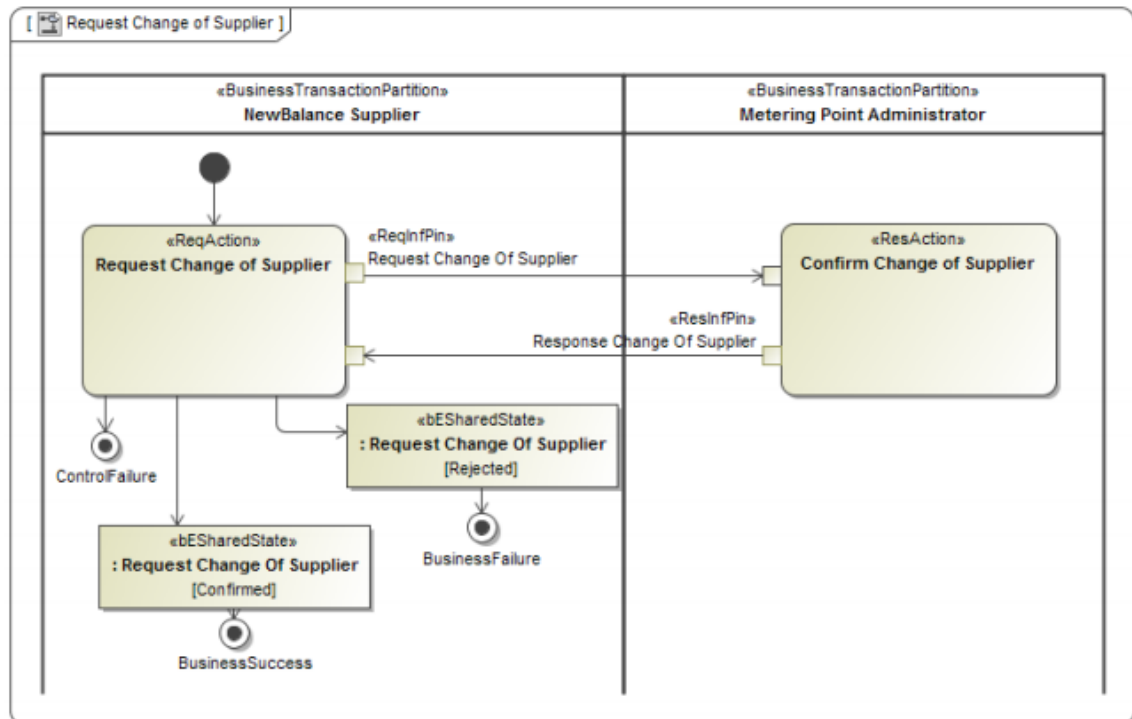 [ Request Change of Supplier ]
«BusinessTransactionPartition»
NewBalance Supplier
«BusinessTransactionPartition»
Metering Point Administrator
«ReqAction»
Request Change of Supplier
«ReqInfPin»
Request Change Of Supplier
«ResAction»
Confirm Change of Supplier
«ResInfPin»
Response Change Of Supplier
«bESharedState»
: Request Change Of Supplier
[Rejected]
ControlFailure
«bESharedState»
: Request Change Of Supplier
[Confirmed]
BusinessFailure
BusinessSuccess